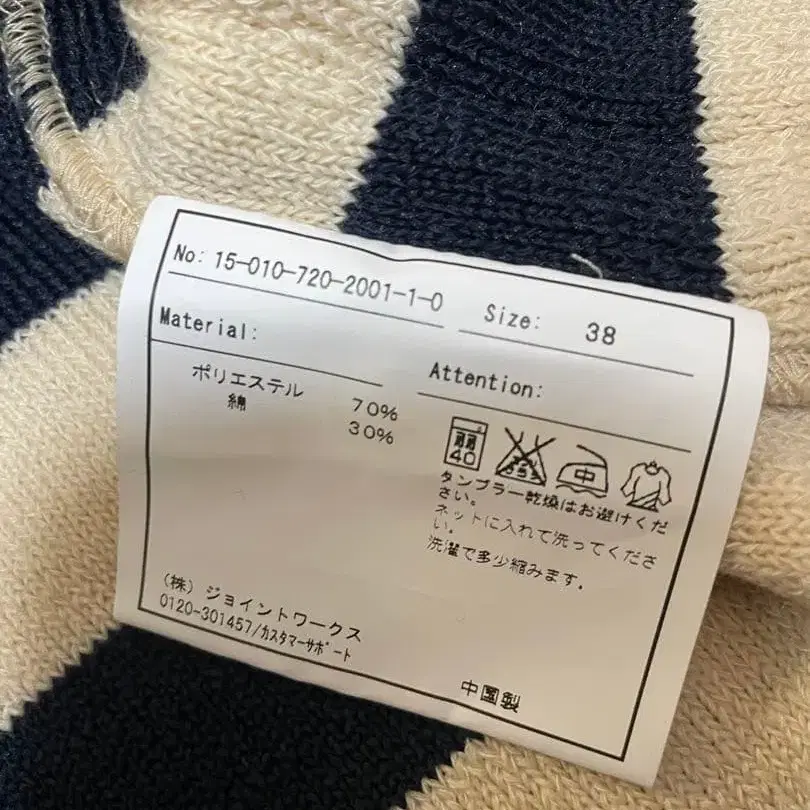 No: 15-010-720-2001-1-0
Size: 38
Material:
ポリエステル 70%
綿 30%
Attention:
弱
40
中
タンブラー乾燥はお避けくだ
さい。
ネットに入れて洗ってくださ
い。
洗濯で多少縮みます。
(株) ジョイントワークス
0120-301457/カスタマーサポート
中国製